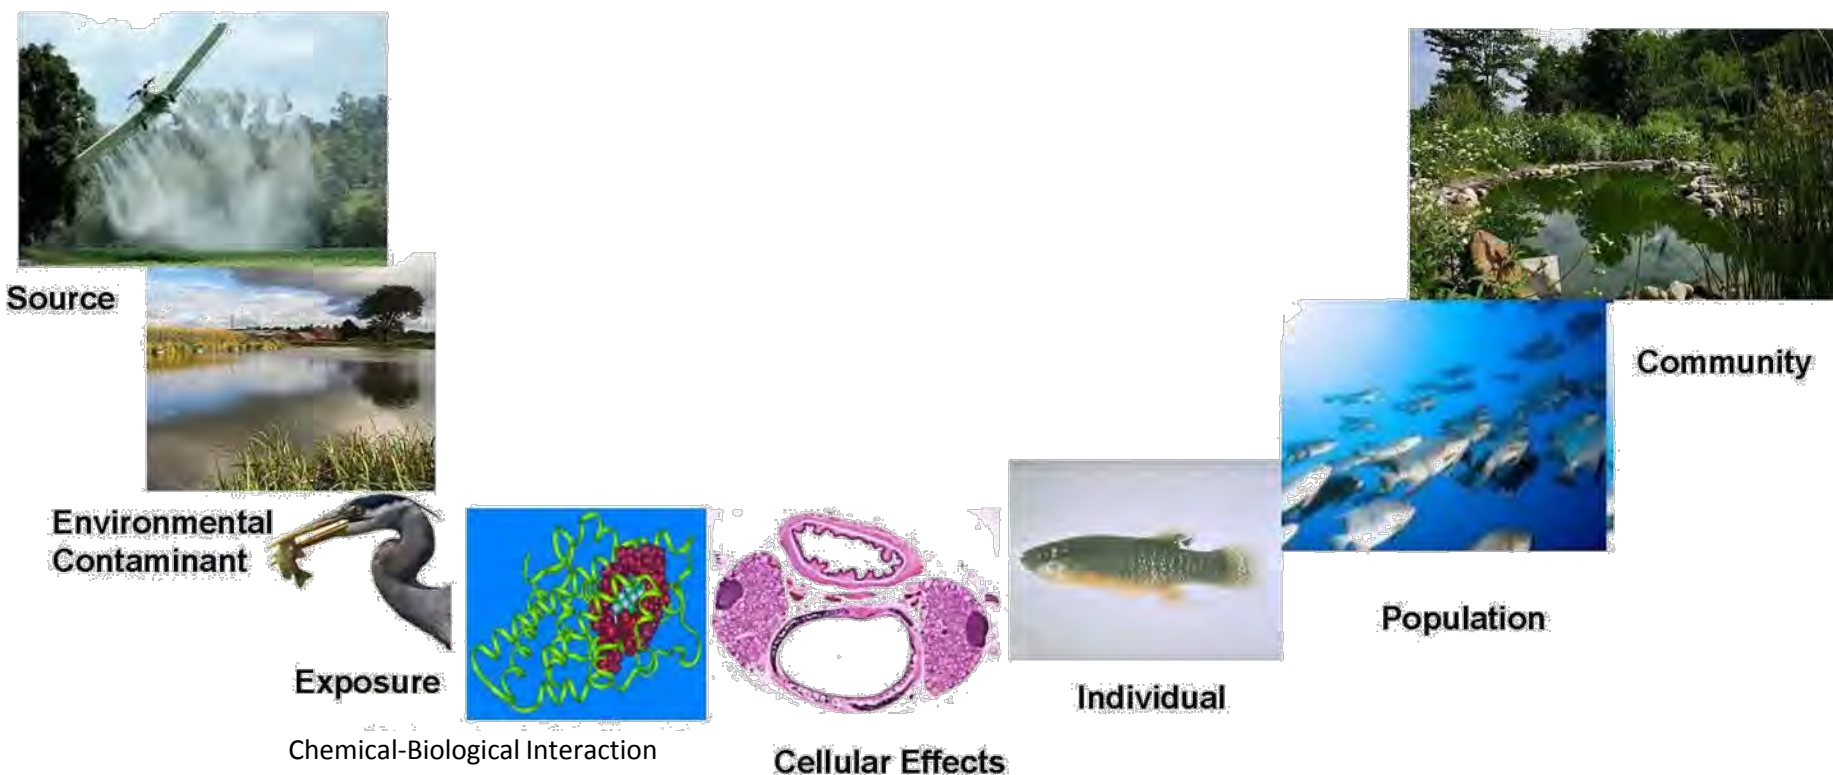 Source
Environmental
Contaminant
Exposure
Chemical-Biological Interaction
Cellular Effects
Individual
Population
Community